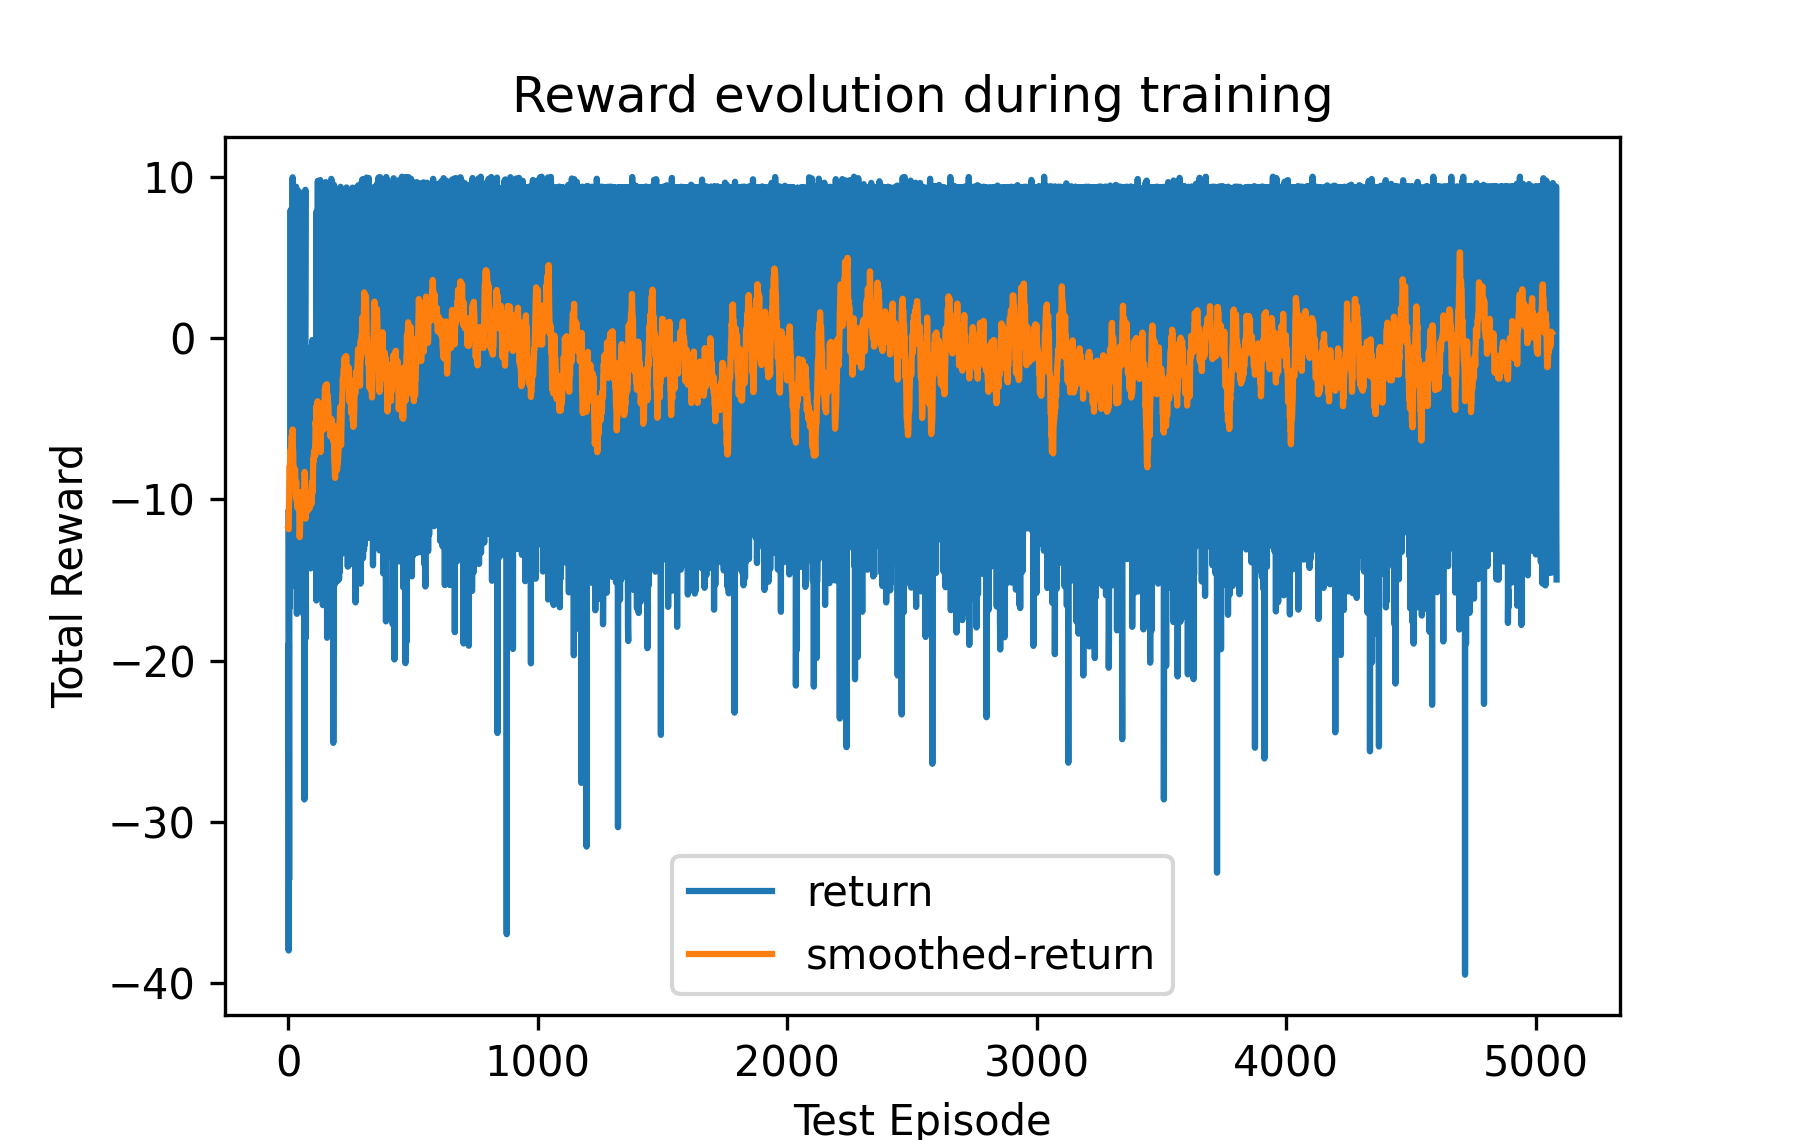 Reward evolution during training
10
0
−10
−20
−30
−40
Total Reward
return
smoothed-return
0 1000 2000 3000 4000 5000
Test Episode